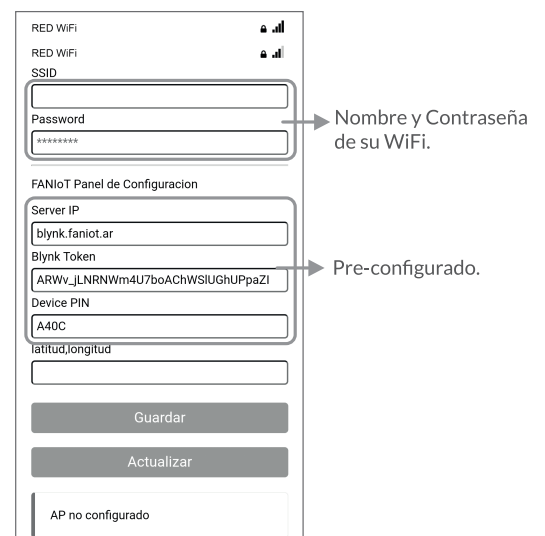 RED WiFi
RED WiFi
SSID
Password
********
Nombre y Contraseña
de su WiFi.
FANIoT Panel de Configuracion
Server IP
blynk.faniot.ar
Blynk Token
ARWv_jLNRNWm4U7boAChWSlUGhUPpaZI
Pre-configurado.
Device PIN
A40C
latitud,longitud
Guardar
Actualizar
AP no configurado